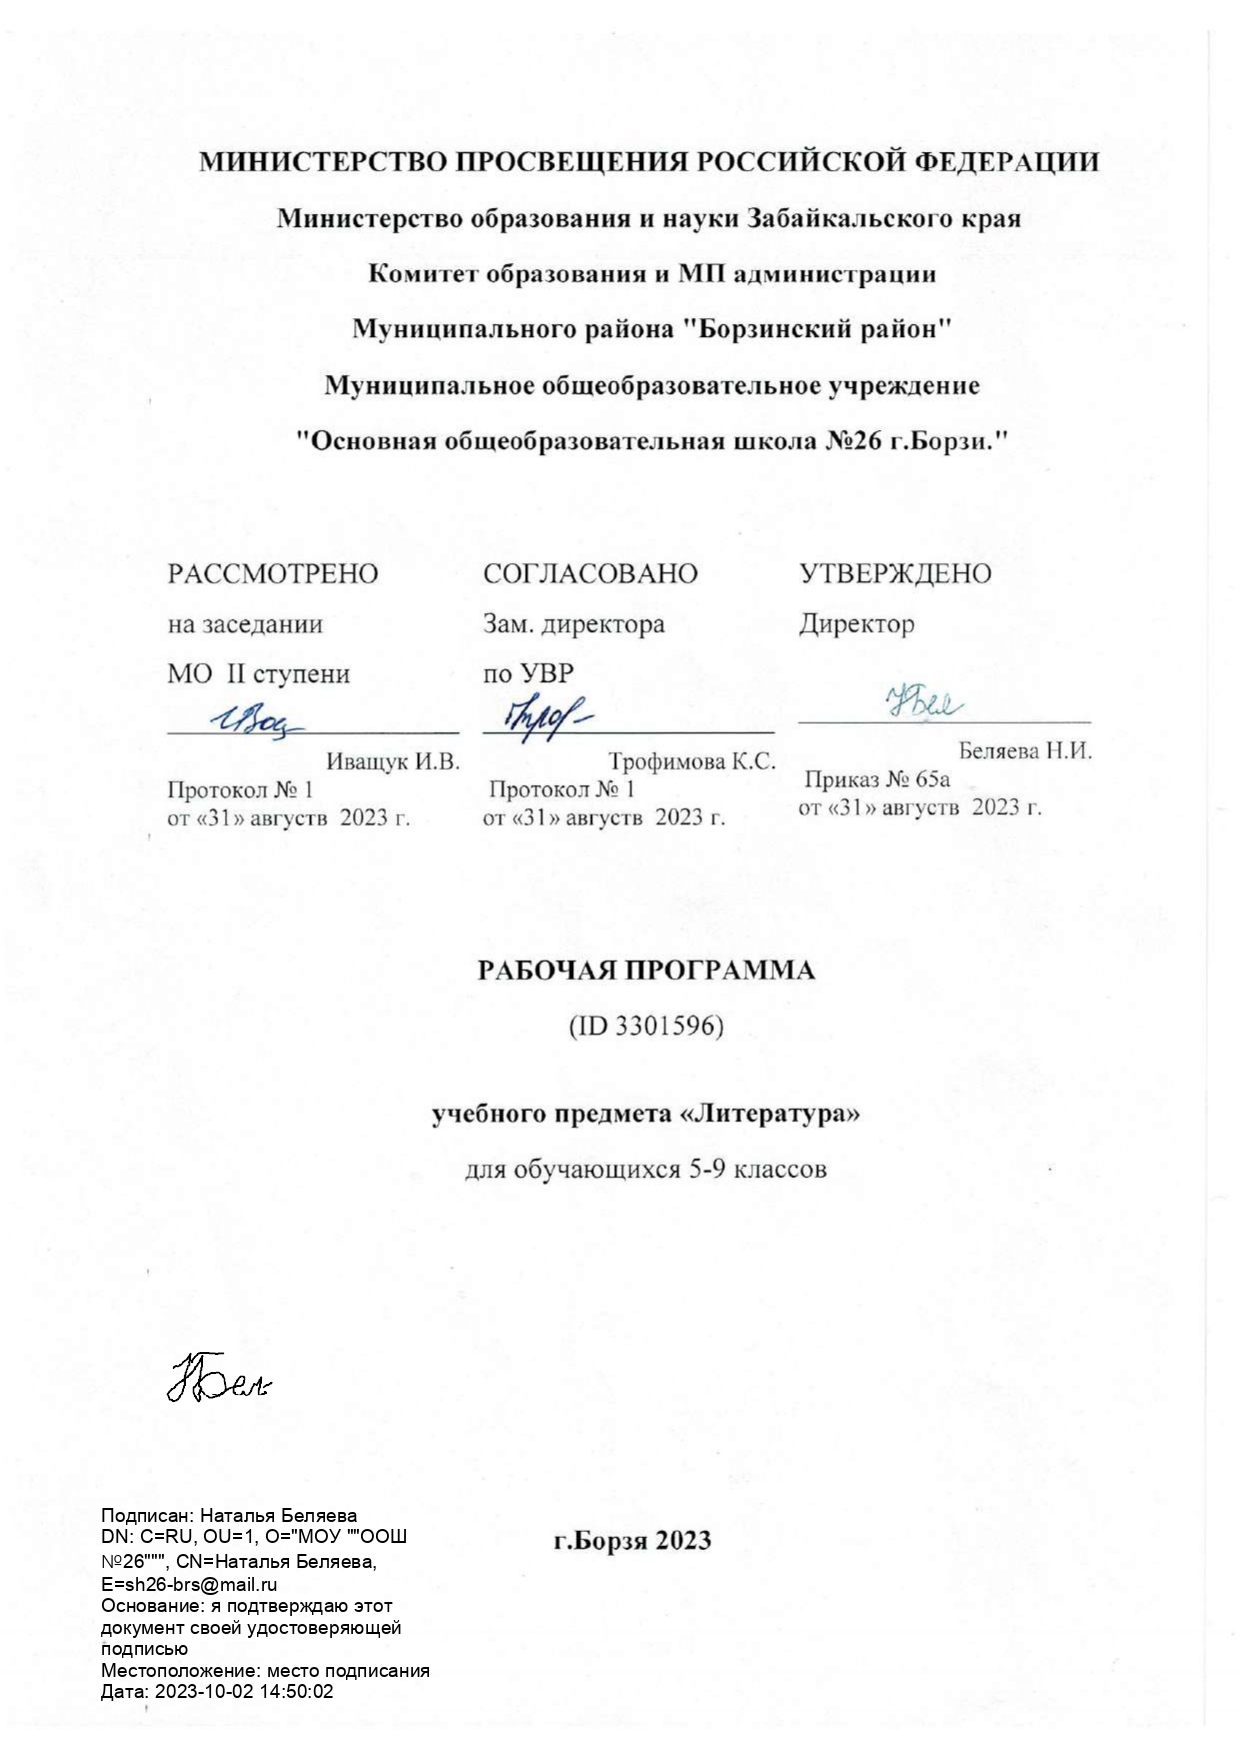 МИНИСТЕРСТВО ПРОСВЕЩЕНИЯ РОССИЙСКОЙ ФЕДЕРАЦИИ
Министерство образования и науки Забайкальского края
Комитет образования и МП администрации
Муниципального района "Борзинский район"
Муниципальное общеобразовательное учреждение
"Основная общеобразовательная школа №26 г.Борзи."
РАССМОТРЕНО
на заседании
МО II ступени
Иващук И.В.
Протокол № 1
от «31» августв 2023 г.
СОГЛАСОВАНО
Зам. директора
по УВР
Трофимова К.С.
Протокол № 1
от «31» августв 2023 г.
УТВЕРЖДЕНО
Директор
Беляева Н.И.
Приказ № 65а
от «31» августв 2023 г.
РАБОЧАЯ ПРОГРАММА
(ID 3301596)
учебного предмета «Литература»
для обучающихся 5-9 классов
Подписан: Наталья Беляева
DN: C=RU, OU=1, O="МОУ ""ООШ
№26""", CN=Наталья Беляева,
E=sh26-brs@mail.ru
Основание: я подтверждаю этот
документ своей удостоверяющей
подписью
Местоположение: место подписания
Дата: 2023-10-02 14:50:02
г.Борзя 2023